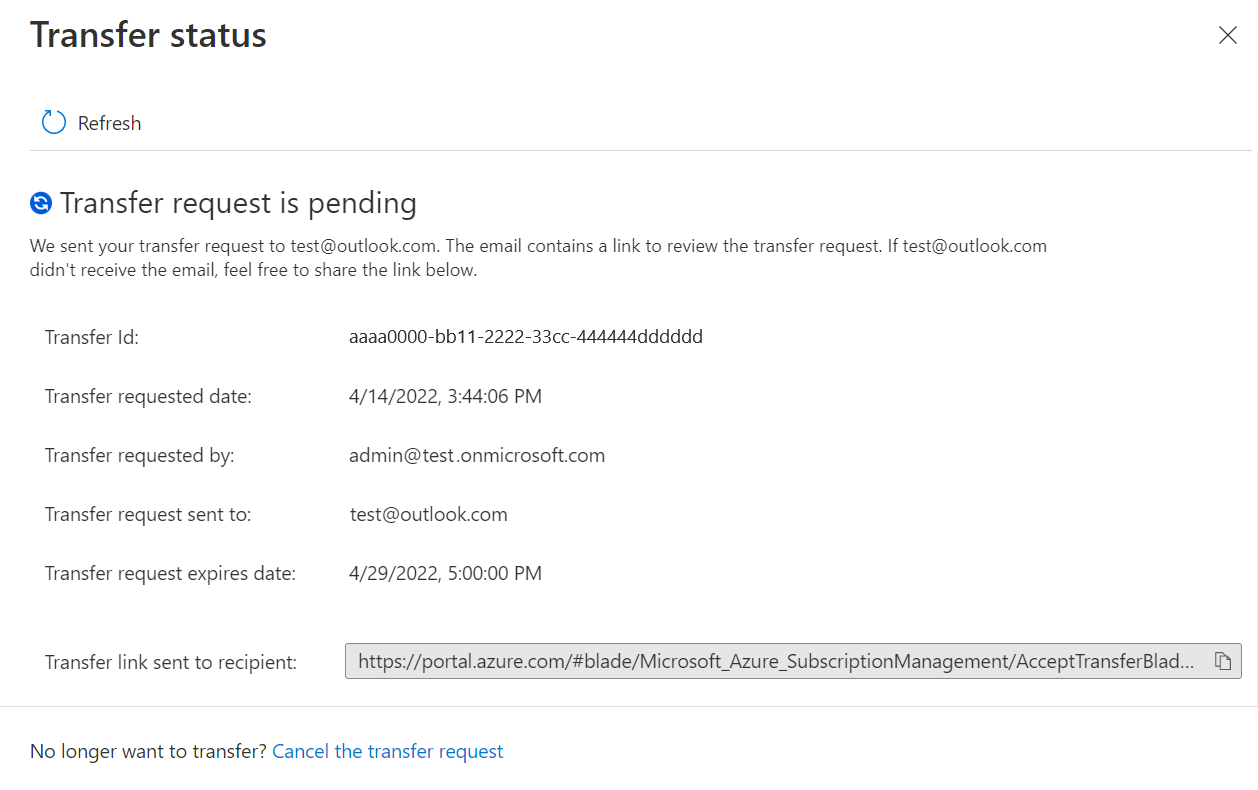 Transfer status
Refresh
Transfer request is pending
We sent your transfer request to test@outlook.com. The email contains a link to review the transfer request. If test@outlook.com
didn't receive the email, feel free to share the link below.
Transfer Id: aaaa0000-bb11-2222-33cc-444444dddddd
Transfer requested date: 4/14/2022, 3:44:06 PM
Transfer requested by: admin@test.onmicrosoft.com
Transfer request sent to: test@outlook.com
Transfer request expires date: 4/29/2022, 5:00:00 PM
Transfer link sent to recipient: https://portal.azure.com/#blade/Microsoft_Azure_SubscriptionManagement/AcceptTransferBlad...
No longer want to transfer? Cancel the transfer request